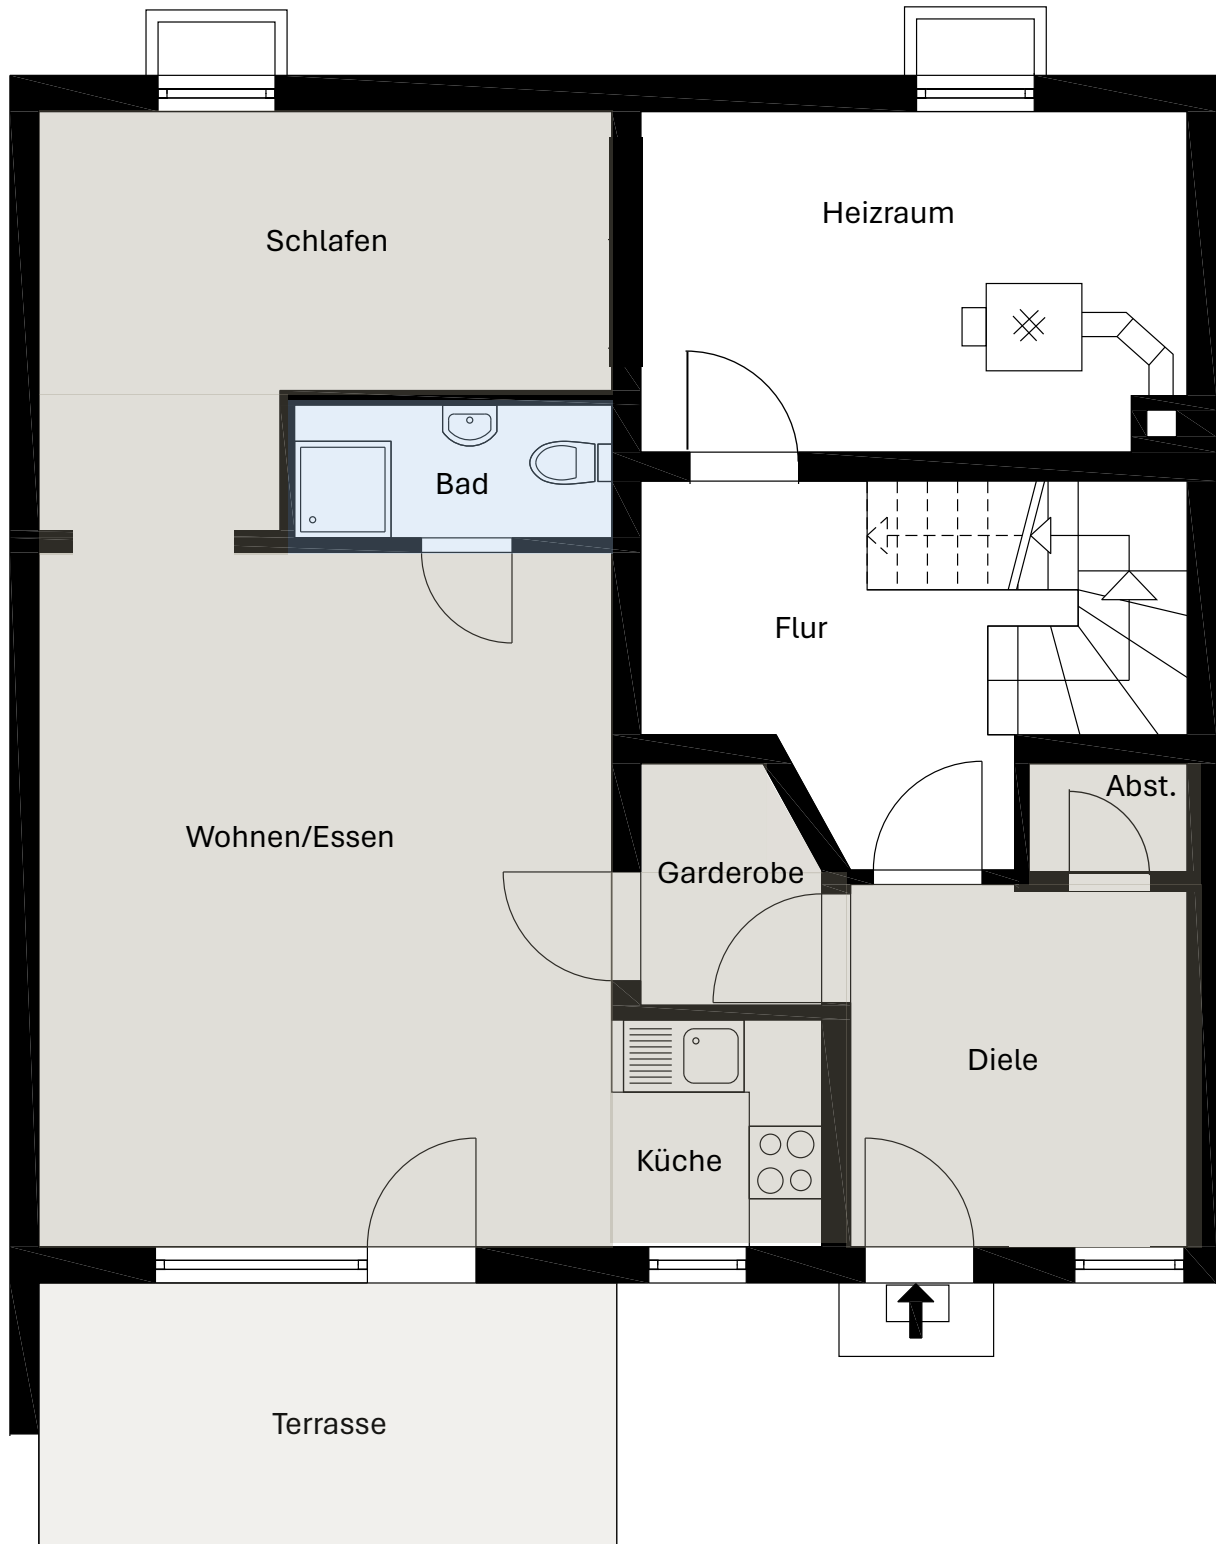 Heizraum
Schlafen
Bad
Flur
Abst.
Wohnen/Essen
Garderobe
Diele
Küche
Terrasse